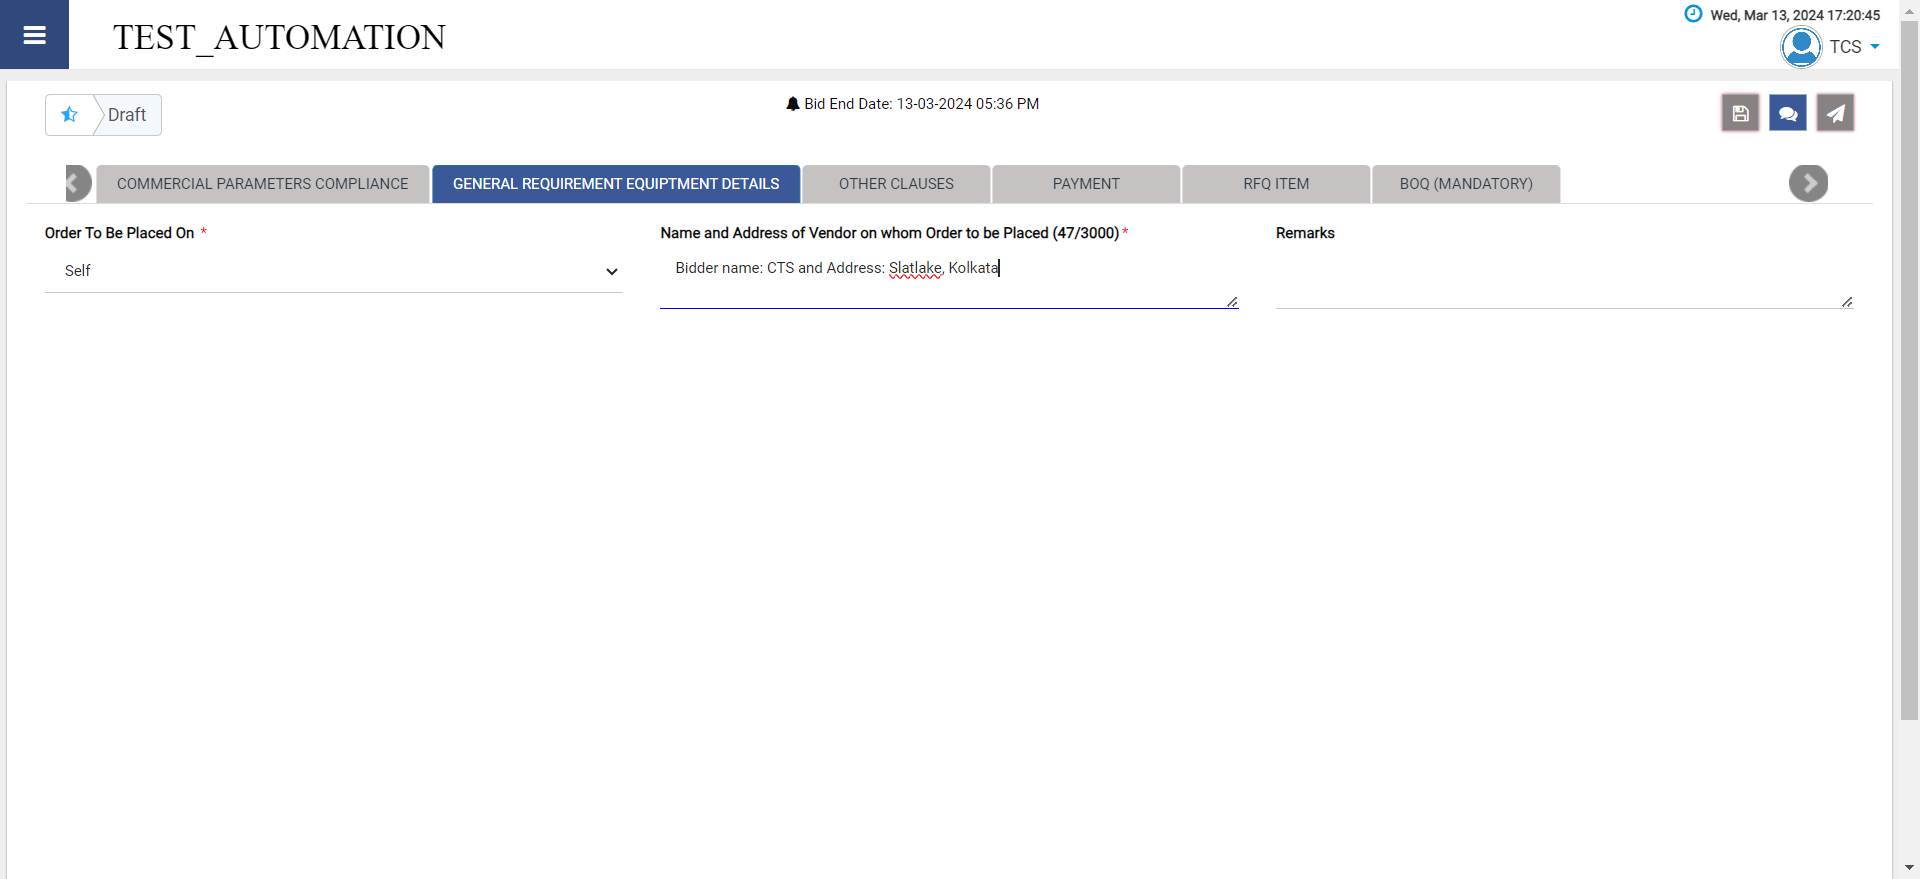 TEST_AUTOMATION
Wed, Mar 13, 2024 17:20:45
TCS
Draft
Bid End Date: 13-03-2024 05:36 PM
COMMERCIAL PARAMETERS COMPLIANCE
GENERAL REQUIREMENT EQUIPTMENT DETAILS
OTHER CLAUSES
PAYMENT
RFQ ITEM
BOQ (MANDATORY)
Order To Be Placed On *
Name and Address of Vendor on whom Order to be Placed (47/3000) *
Remarks
Self
Bidder name: CTS and Address: Slatlake, Kolkata